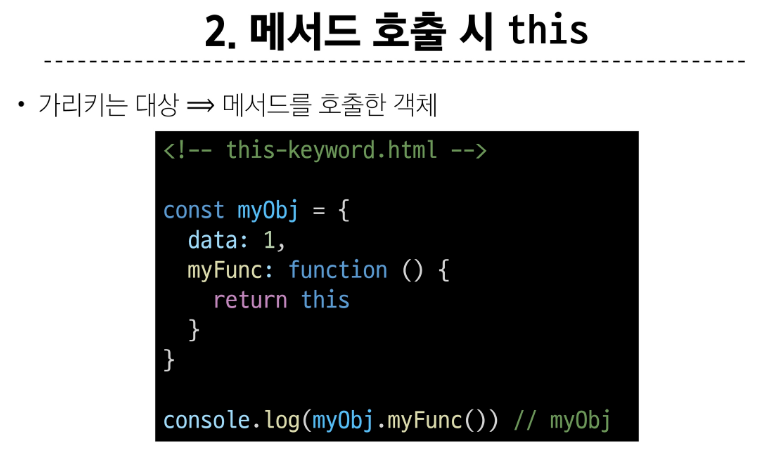 2. 메서드 호출 시 this
• 가리키는 대상 ⟹ 메서드를 호출한 객체
<!-- this-keyword.html -->
const myObj = {
  data: 1,
  myFunc: function () {
    return this
  }
}
console.log(myObj.myFunc()) // myObj